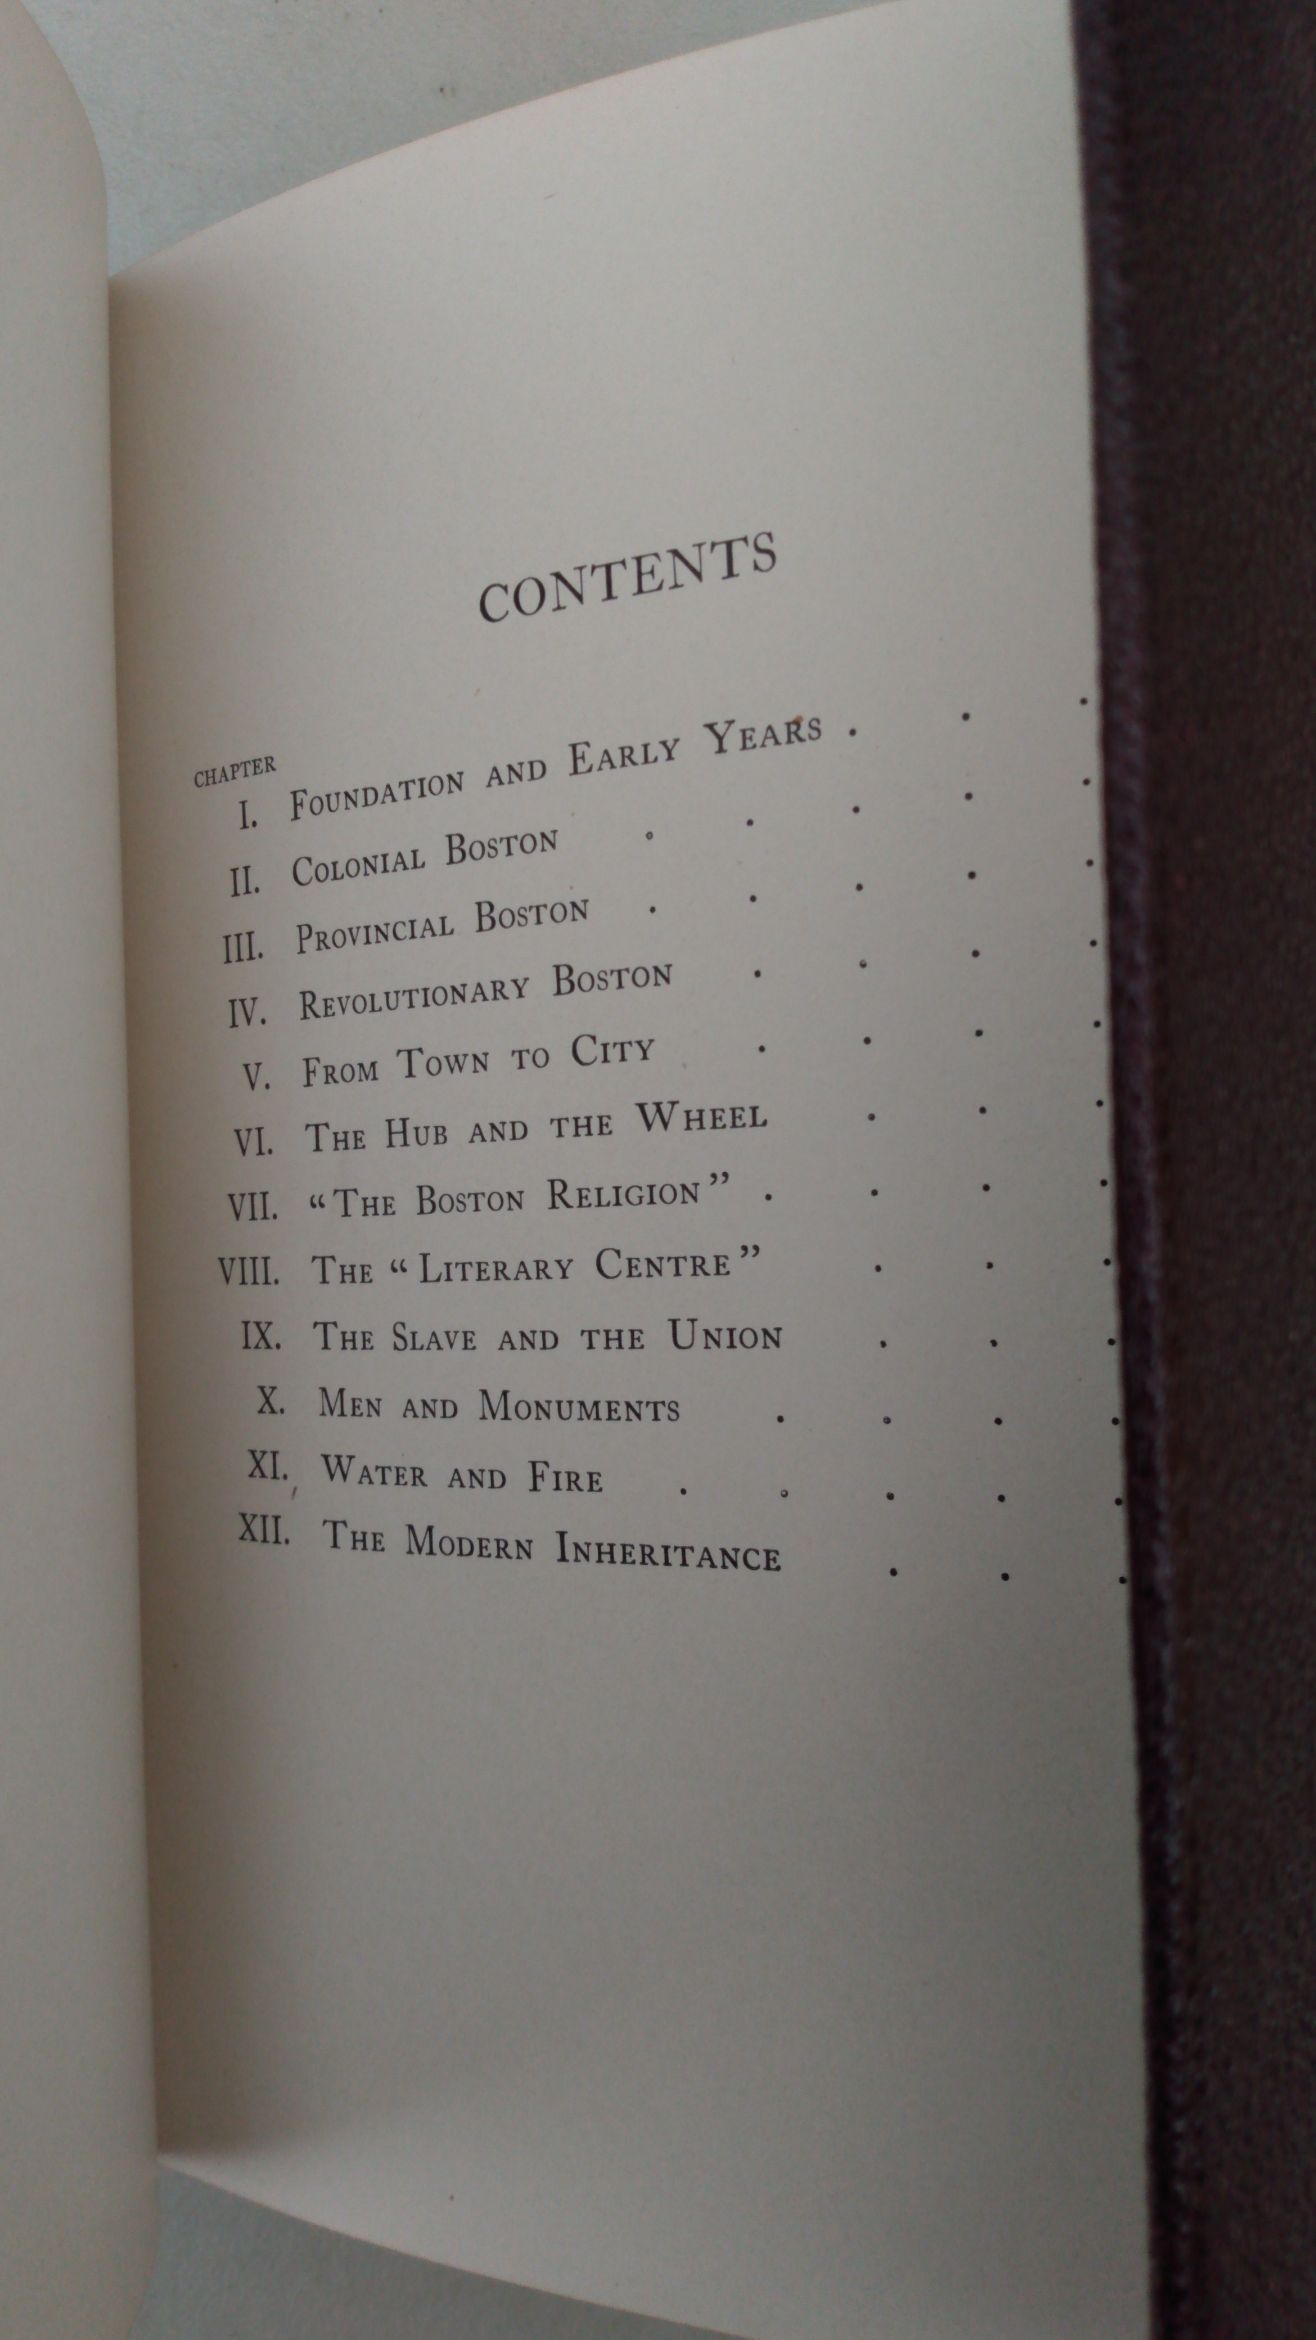 CONTENTS
CHAPTER
I. FOUNDATION AND EARLY YEARS . . .
II. COLONIAL BOSTON . . . . .
III. PROVINCIAL BOSTON . . . . .
IV. REVOLUTIONARY BOSTON . . . .
V. FROM TOWN TO CITY . . . .
VI. THE HUB AND THE WHEEL . . .
VII. “THE BOSTON RELIGION” . . . .
VIII. THE “LITERARY CENTRE” . . .
IX. THE SLAVE AND THE UNION . . .
X. MEN AND MONUMENTS . . . .
XI. WATER AND FIRE . . . . .
XII. THE MODERN INHERITANCE . . .